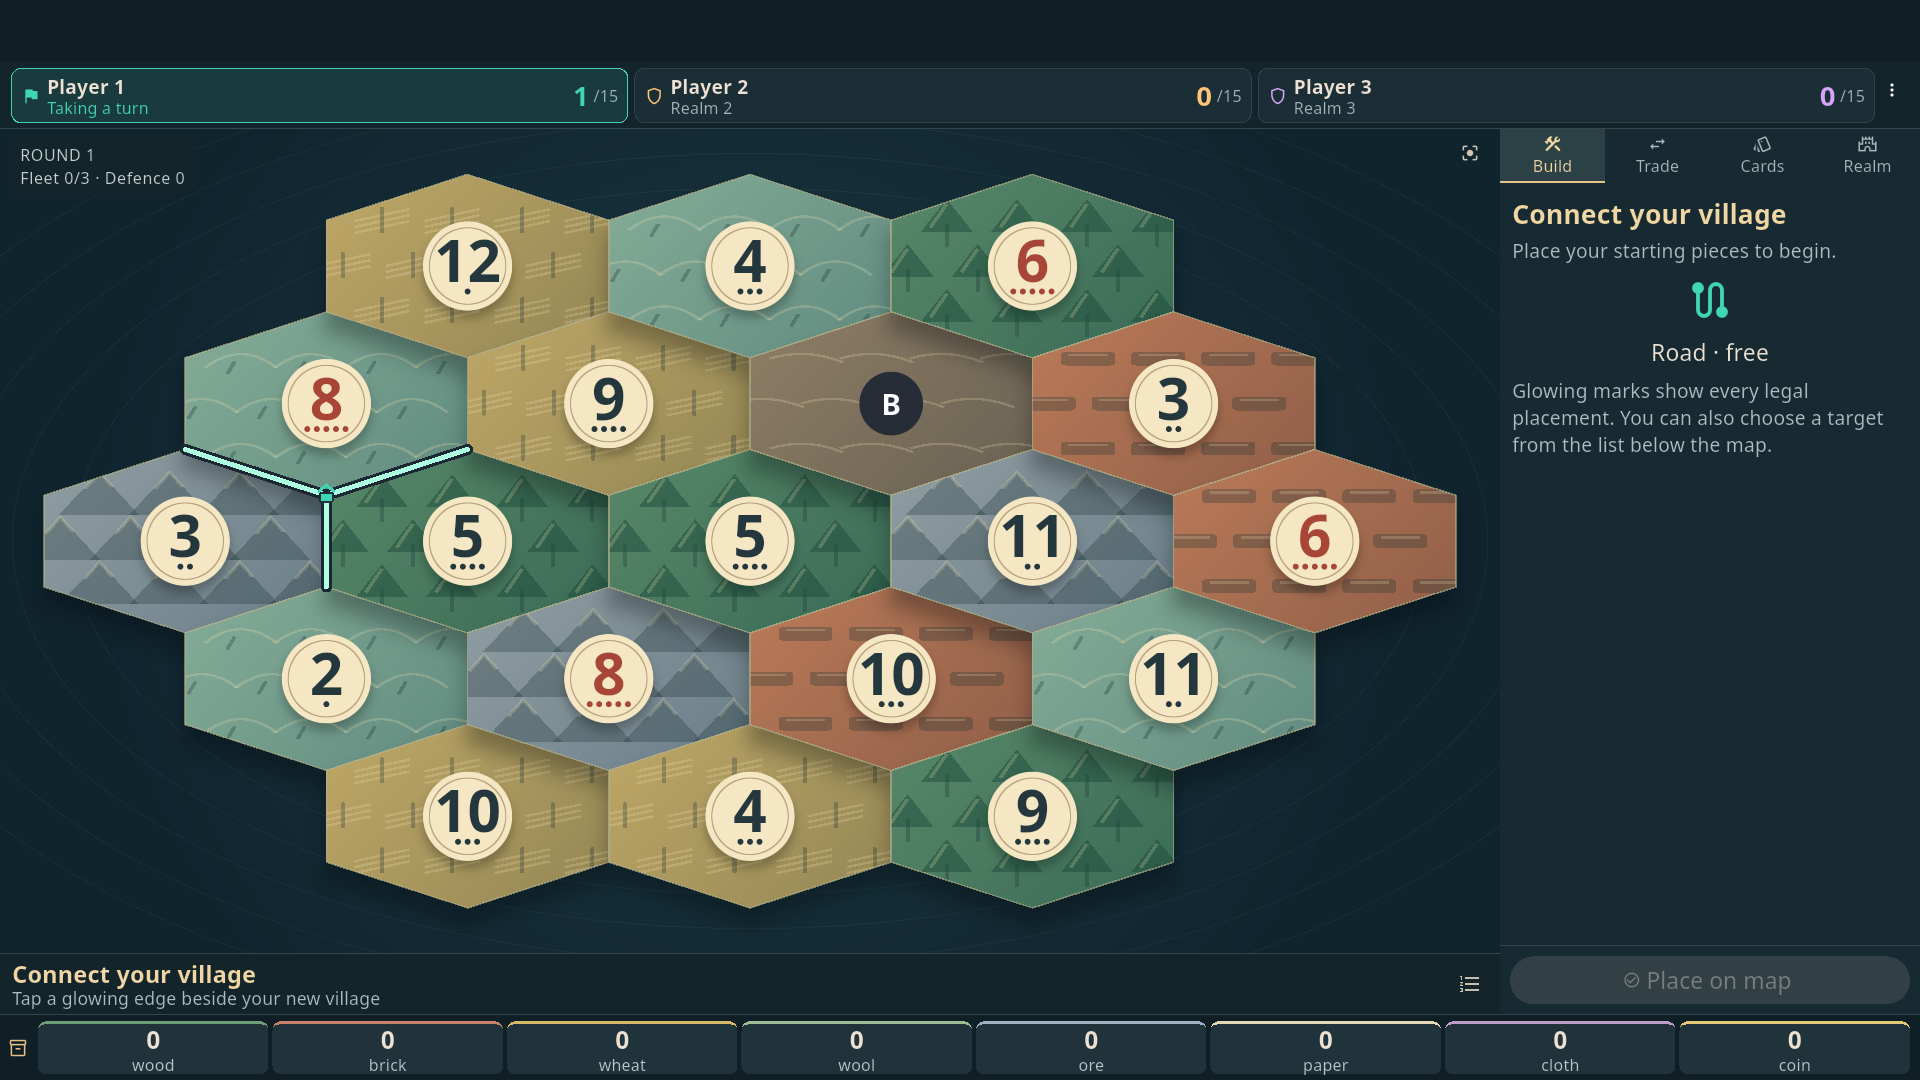 Player 1
Taking a turn
1 /15
Player 2
Realm 2
0 /15
Player 3
Realm 3
0 /15
ROUND 1
Fleet 0/3 · Defence 0
Build
Trade
Cards
Realm
Connect your village
Place your starting pieces to begin.
Road · free
Glowing marks show every legal
placement. You can also choose a target
from the list below the map.
12
4
6
8
9
B
3
3
5
5
11
6
2
8
10
11
10
4
9
Connect your village
Tap a glowing edge beside your new village
Place on map
0
wood
0
brick
0
wheat
0
wool
0
ore
0
paper
0
cloth
0
coin